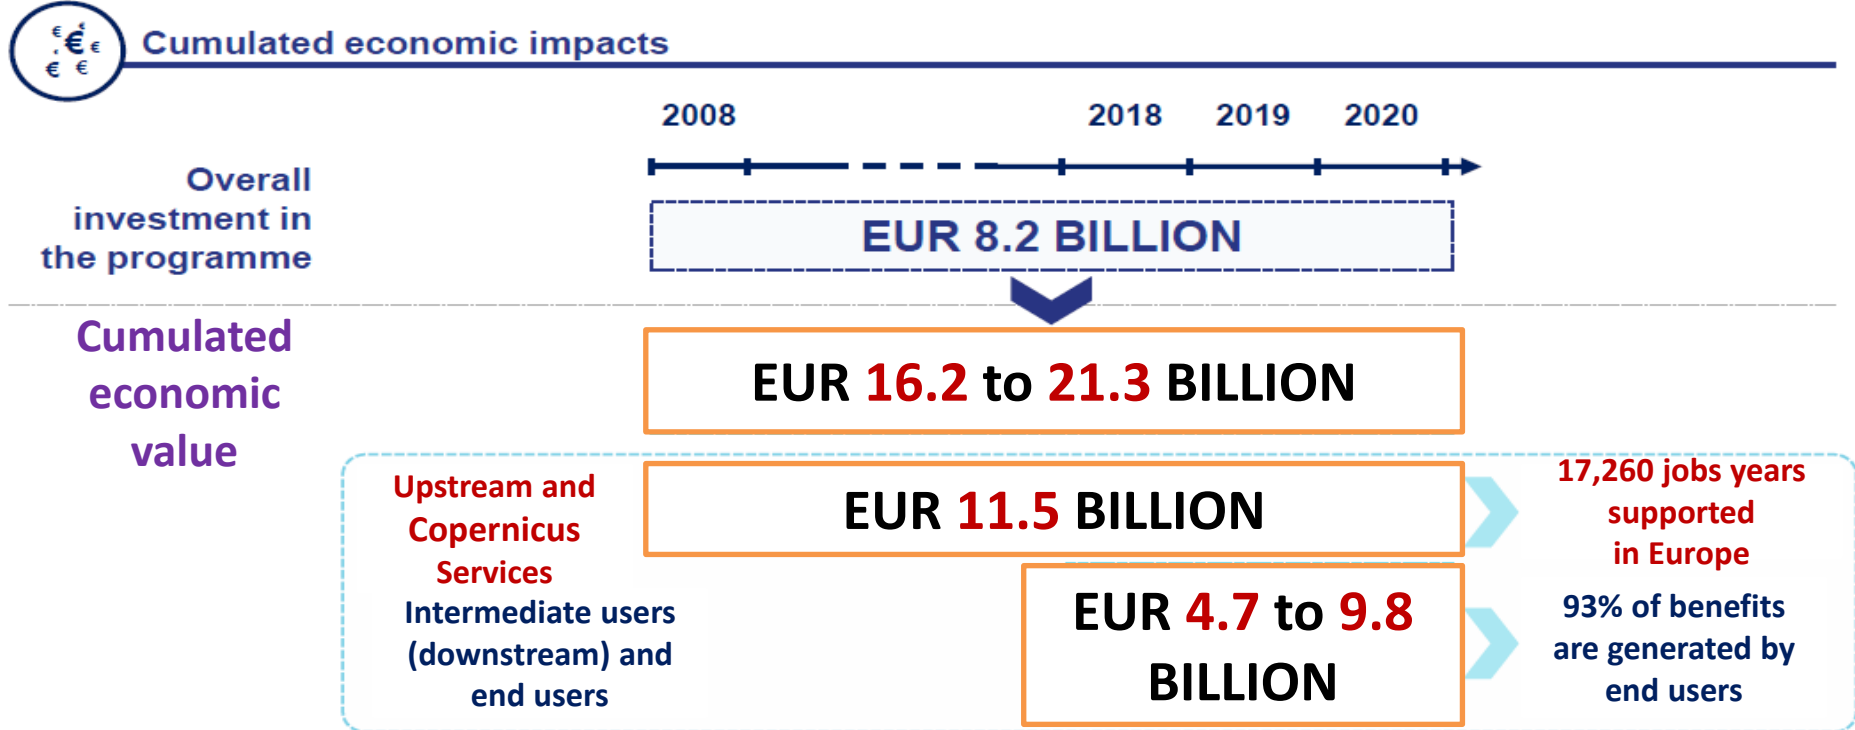 Cumulated economic impacts
2008 2018 2019 2020
Overall
investment in
the programme
EUR 8.2 BILLION
Cumulated
economic
value
EUR 16.2 to 21.3 BILLION
Upstream and
Copernicus
Services
EUR 11.5 BILLION
17,260 jobs years
supported
in Europe
Intermediate users
(downstream) and
end users
EUR 4.7 to 9.8
BILLION
93% of benefits
are generated by
end users